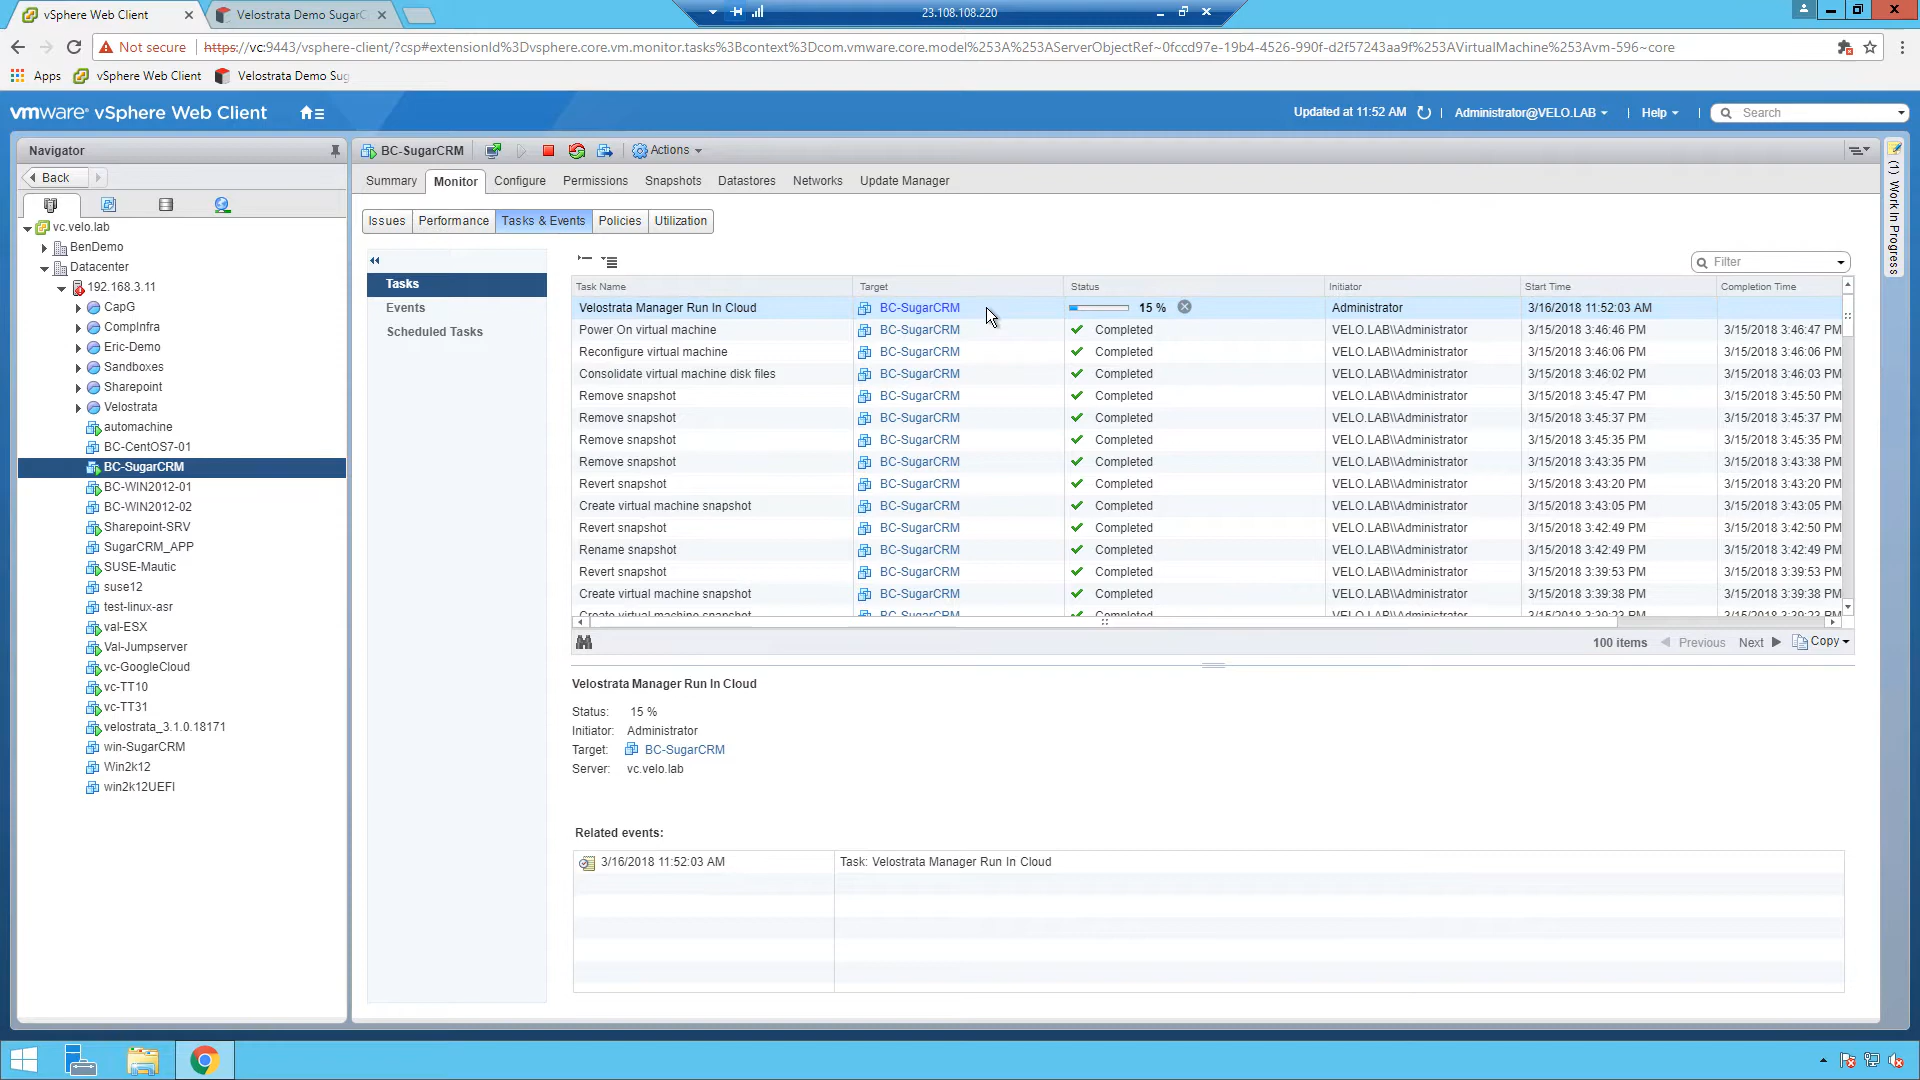 vSphere Web Client
Velostrata Demo SugarC
23.108.108.220
Not secure
https://vc:9443/vsphere-client/?csp#extensionId%3Dvsphere.core.vm.monitor.tasks%3Bcontext%3Dcom.vmware.core.model%253A%253AServerObjectRef~0fccd97e-19b4-4526-990f-d2f57243aa9f%253AVirtualMachine%253Avm-596~core
Apps
vSphere Web Client
Velostrata Demo Sug
vmware® vSphere Web Client
Updated at 11:52 AM
Administrator@VELO.LAB
Help
Search
Navigator
Back
vc.velo.lab
BenDemo
Datacenter
192.168.3.11
CapG
CompInfra
Eric-Demo
Sandboxes
Sharepoint
Velostrata
automachine
BC-CentOS7-01
BC-SugarCRM
BC-WIN2012-01
BC-WIN2012-02
Sharepoint-SRV
SugarCRM_APP
SUSE-Mautic
suse12
test-linux-asr
val-ESX
Val-Jumpserver
vc-GoogleCloud
vc-TT10
vc-TT31
velostrata_3.1.0.18171
win-SugarCRM
Win2k12
win2k12UEFI
BC-SugarCRM
Actions
Summary Monitor Configure Permissions Snapshots Datastores Networks Update Manager
Issues Performance Tasks & Events Policies Utilization
Tasks
Events
Scheduled Tasks
Filter
Task Name Target Status Initiator Start Time Completion Time
Velostrata Manager Run In Cloud BC-SugarCRM 15 % Administrator 3/16/2018 11:52:03 AM
Power On virtual machine BC-SugarCRM Completed VELO.LAB\\Administrator 3/15/2018 3:46:46 PM 3/15/2018 3:46:47 PM
Reconfigure virtual machine BC-SugarCRM Completed VELO.LAB\\Administrator 3/15/2018 3:46:06 PM 3/15/2018 3:46:06 PM
Consolidate virtual machine disk files BC-SugarCRM Completed VELO.LAB\\Administrator 3/15/2018 3:46:02 PM 3/15/2018 3:46:03 PM
Remove snapshot BC-SugarCRM Completed VELO.LAB\\Administrator 3/15/2018 3:45:47 PM 3/15/2018 3:45:50 PM
Remove snapshot BC-SugarCRM Completed VELO.LAB\\Administrator 3/15/2018 3:45:37 PM 3/15/2018 3:45:37 PM
Remove snapshot BC-SugarCRM Completed VELO.LAB\\Administrator 3/15/2018 3:45:35 PM 3/15/2018 3:45:35 PM
Remove snapshot BC-SugarCRM Completed VELO.LAB\\Administrator 3/15/2018 3:43:35 PM 3/15/2018 3:43:38 PM
Revert snapshot BC-SugarCRM Completed VELO.LAB\\Administrator 3/15/2018 3:43:20 PM 3/15/2018 3:43:20 PM
Create virtual machine snapshot BC-SugarCRM Completed VELO.LAB\\Administrator 3/15/2018 3:43:05 PM 3/15/2018 3:43:05 PM
Revert snapshot BC-SugarCRM Completed VELO.LAB\\Administrator 3/15/2018 3:42:49 PM 3/15/2018 3:42:50 PM
Rename snapshot BC-SugarCRM Completed VELO.LAB\\Administrator 3/15/2018 3:42:49 PM 3/15/2018 3:42:49 PM
Revert snapshot BC-SugarCRM Completed VELO.LAB\\Administrator 3/15/2018 3:39:53 PM 3/15/2018 3:39:53 PM
Create virtual machine snapshot BC-SugarCRM Completed VELO.LAB\\Administrator 3/15/2018 3:39:38 PM 3/15/2018 3:39:38 PM
Create virtual machine snapshot BC-SugarCRM Completed VELO.LAB\\Administrator 3/15/2018 3:39:23 PM 3/15/2018 3:39:23 PM
100 items Previous Next Copy
Velostrata Manager Run In Cloud
Status: 15 %
Initiator: Administrator
Target: BC-SugarCRM
Server: vc.velo.lab
Related events:
3/16/2018 11:52:03 AM Task: Velostrata Manager Run In Cloud
(1) Work In Progress